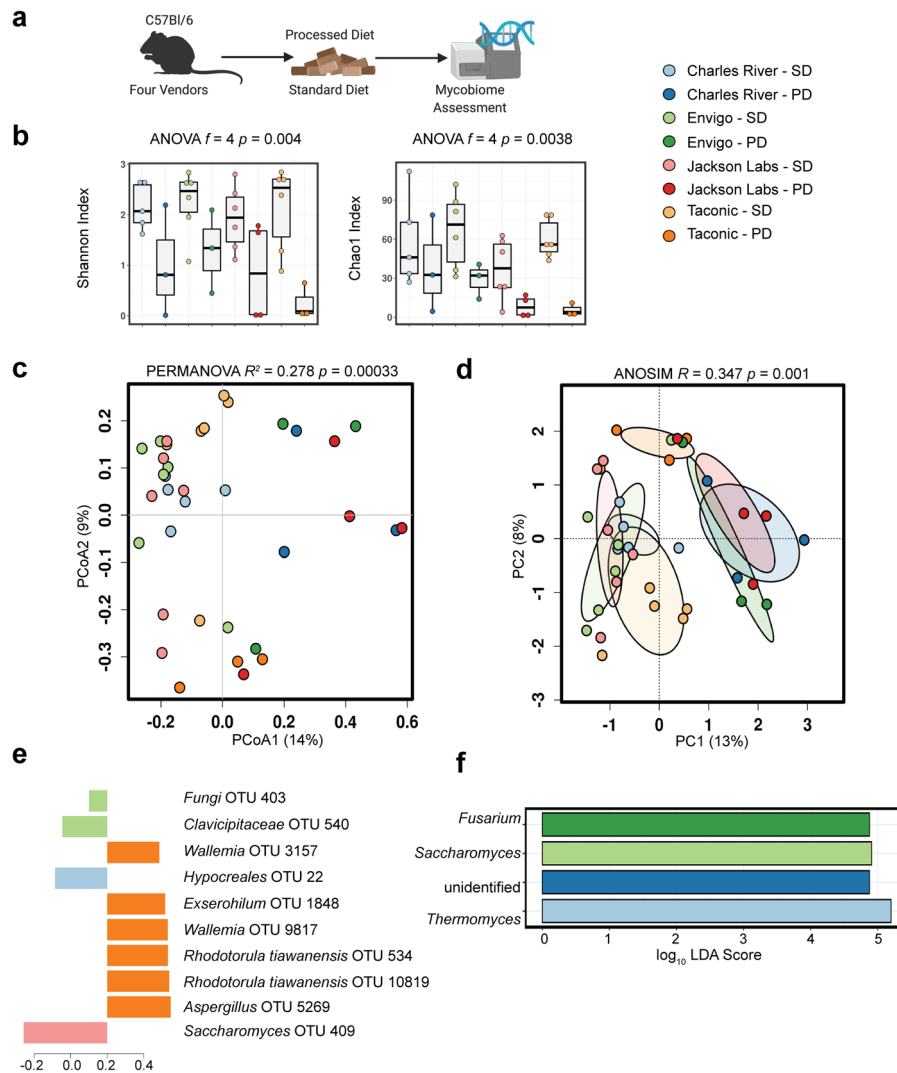 a
C57Bl/6
Four Vendors
Processed Diet
Standard Diet
Mycobiome
Assessment
Charles River - SD
Charles River - PD
Envigo - SD
Envigo - PD
Jackson Labs - SD
Jackson Labs - PD
Taconic - SD
Taconic - PD
b
ANOVA f = 4 p = 0.004
Shannon Index
3
2
1
0
ANOVA f = 4 p = 0.0038
Chao1 Index
90
60
30
0
c
PERMANOVA R² = 0.278 p = 0.00033
PCoA2 (9%)
0.2
0.1
0.0
-0.1
-0.2
-0.3
-0.2 0.0 0.2 0.4 0.6
PCoA1 (14%)
d
ANOSIM R = 0.347 p = 0.001
PC2 (8%)
2
1
0
-1
-2
-3
-1 0 1 2 3
PC1 (13%)
e
Fungi OTU 403
Clavicipitaceae OTU 540
Wallemia OTU 3157
Hypocreales OTU 22
Exserohilum OTU 1848
Wallemia OTU 9817
Rhodotorula tiawanensis OTU 534
Rhodotorula tiawanensis OTU 10819
Aspergillus OTU 5269
Saccharomyces OTU 409
-0.2 0.0 0.2 0.4
f
Fusarium
Saccharomyces
unidentified
Thermomyces
0 1 2 3 4 5
log₁₀ LDA Score